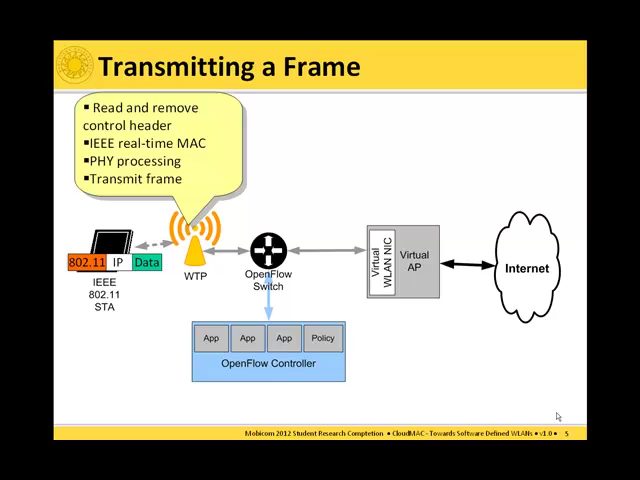 Transmitting a Frame
▪ Read and remove
control header
▪IEEE real-time MAC
▪PHY processing
▪Transmit frame
802.11 IP Data
IEEE
802.11
STA
WTP
OpenFlow
Switch
Virtual
WLAN NIC
Virtual
AP
Internet
App App App Policy
OpenFlow Controller
Mobicom 2012 Student Research Comptetion • CloudMAC - Towards Software Defined WLANs • v1.0 • 5